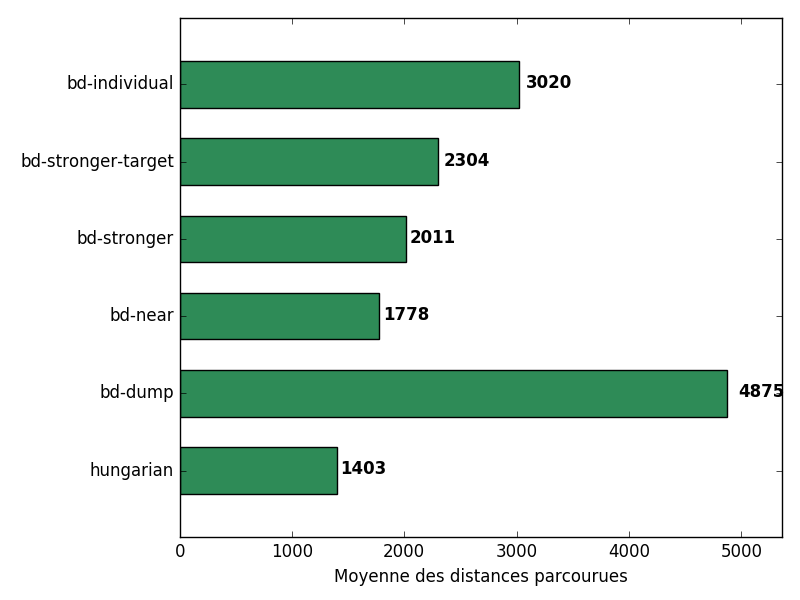 bd-individual 3020
bd-stronger-target 2304
bd-stronger 2011
bd-near 1778
bd-dump 4875
hungarian 1403
0 1000 2000 3000 4000 5000
Moyenne des distances parcourues